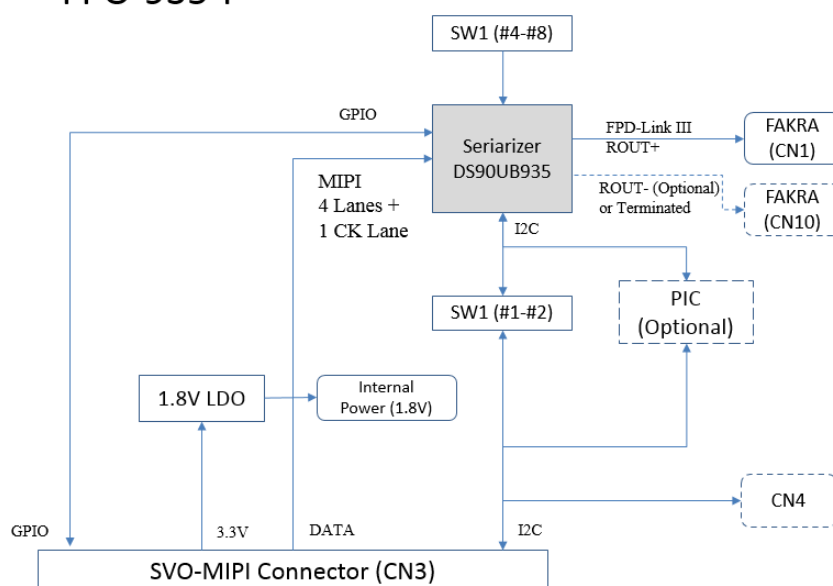 SW1 (#4-#8)
GPIO
Seriarizer
DS90UB935
FPD-Link III
ROUT+
FAKRA
(CN1)
MIPI
4 Lanes +
1 CK Lane
ROUT- (Optional)
or Terminated
FAKRA
(CN10)
I2C
SW1 (#1-#2)
PIC
(Optional)
1.8V LDO
Internal
Power (1.8V)
CN4
GPIO
3.3V
DATA
I2C
SVO-MIPI Connector (CN3)